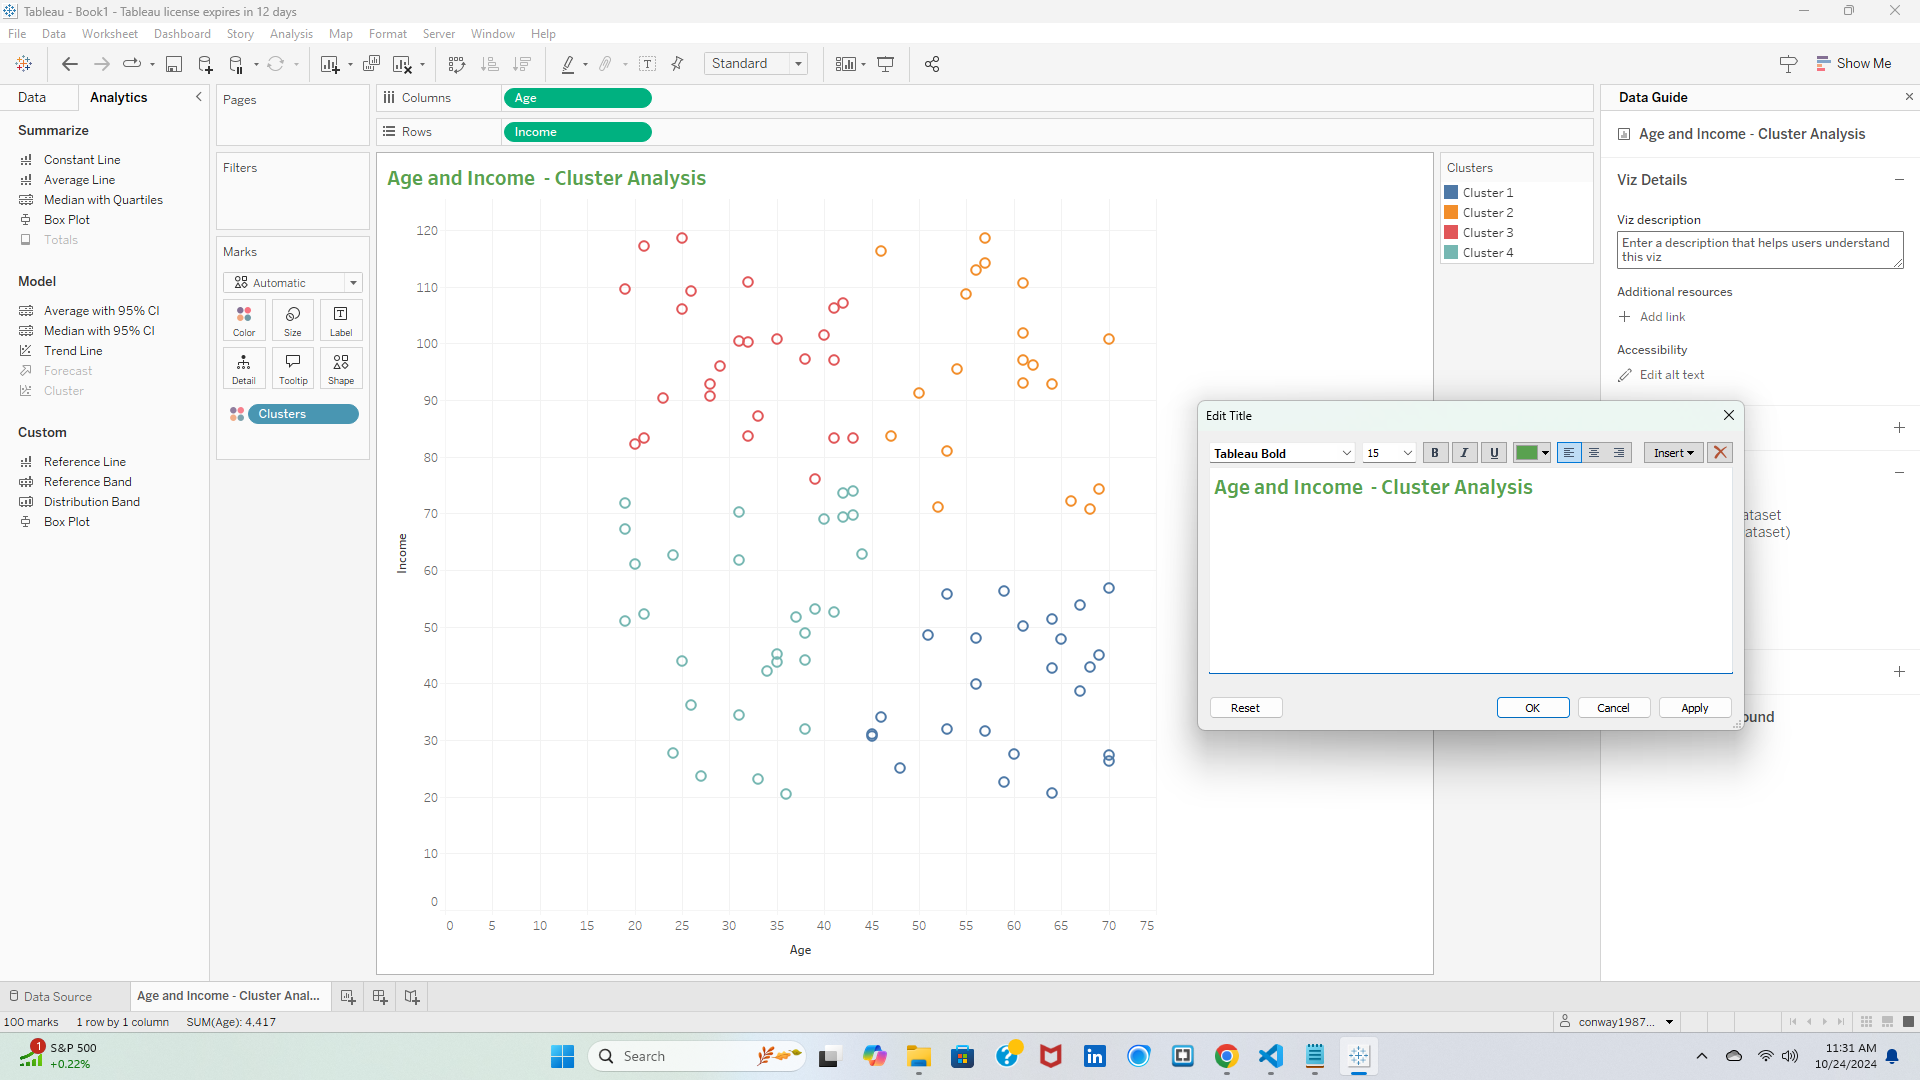 Tableau - Book1 - Tableau license expires in 12 days
File Data Worksheet Dashboard Story Analysis Map Format Server Window Help
Standard
Show Me
Data Analytics
Summarize
Constant Line
Average Line
Median with Quartiles
Box Plot
Totals
Model
Average with 95% CI
Median with 95% CI
Trend Line
Forecast
Cluster
Custom
Reference Line
Reference Band
Distribution Band
Box Plot
Pages
Filters
Marks
Automatic
Color Size Label
Detail Tooltip Shape
Clusters
Columns Age
Rows Income
Age and Income - Cluster Analysis
120
110
100
90
80
70
60
50
40
30
20
10
0
Income
0 5 10 15 20 25 30 35 40 45 50 55 60 65 70 75
Age
Clusters
Cluster 1
Cluster 2
Cluster 3
Cluster 4
Data Guide
Age and Income - Cluster Analysis
Viz Details
Viz description
Enter a description that helps users understand
this viz
Additional resources
Add link
Accessibility
Edit alt text
Edit Title
Tableau Bold 15 B I U Insert
Age and Income - Cluster Analysis
Reset OK Cancel Apply
ataset
ataset)
ound
Data Source Age and Income - Cluster Anal...
100 marks 1 row by 1 column SUM(Age): 4,417
conway1987...
1
S&P 500
+0.22%
Search
11:31 AM
10/24/2024